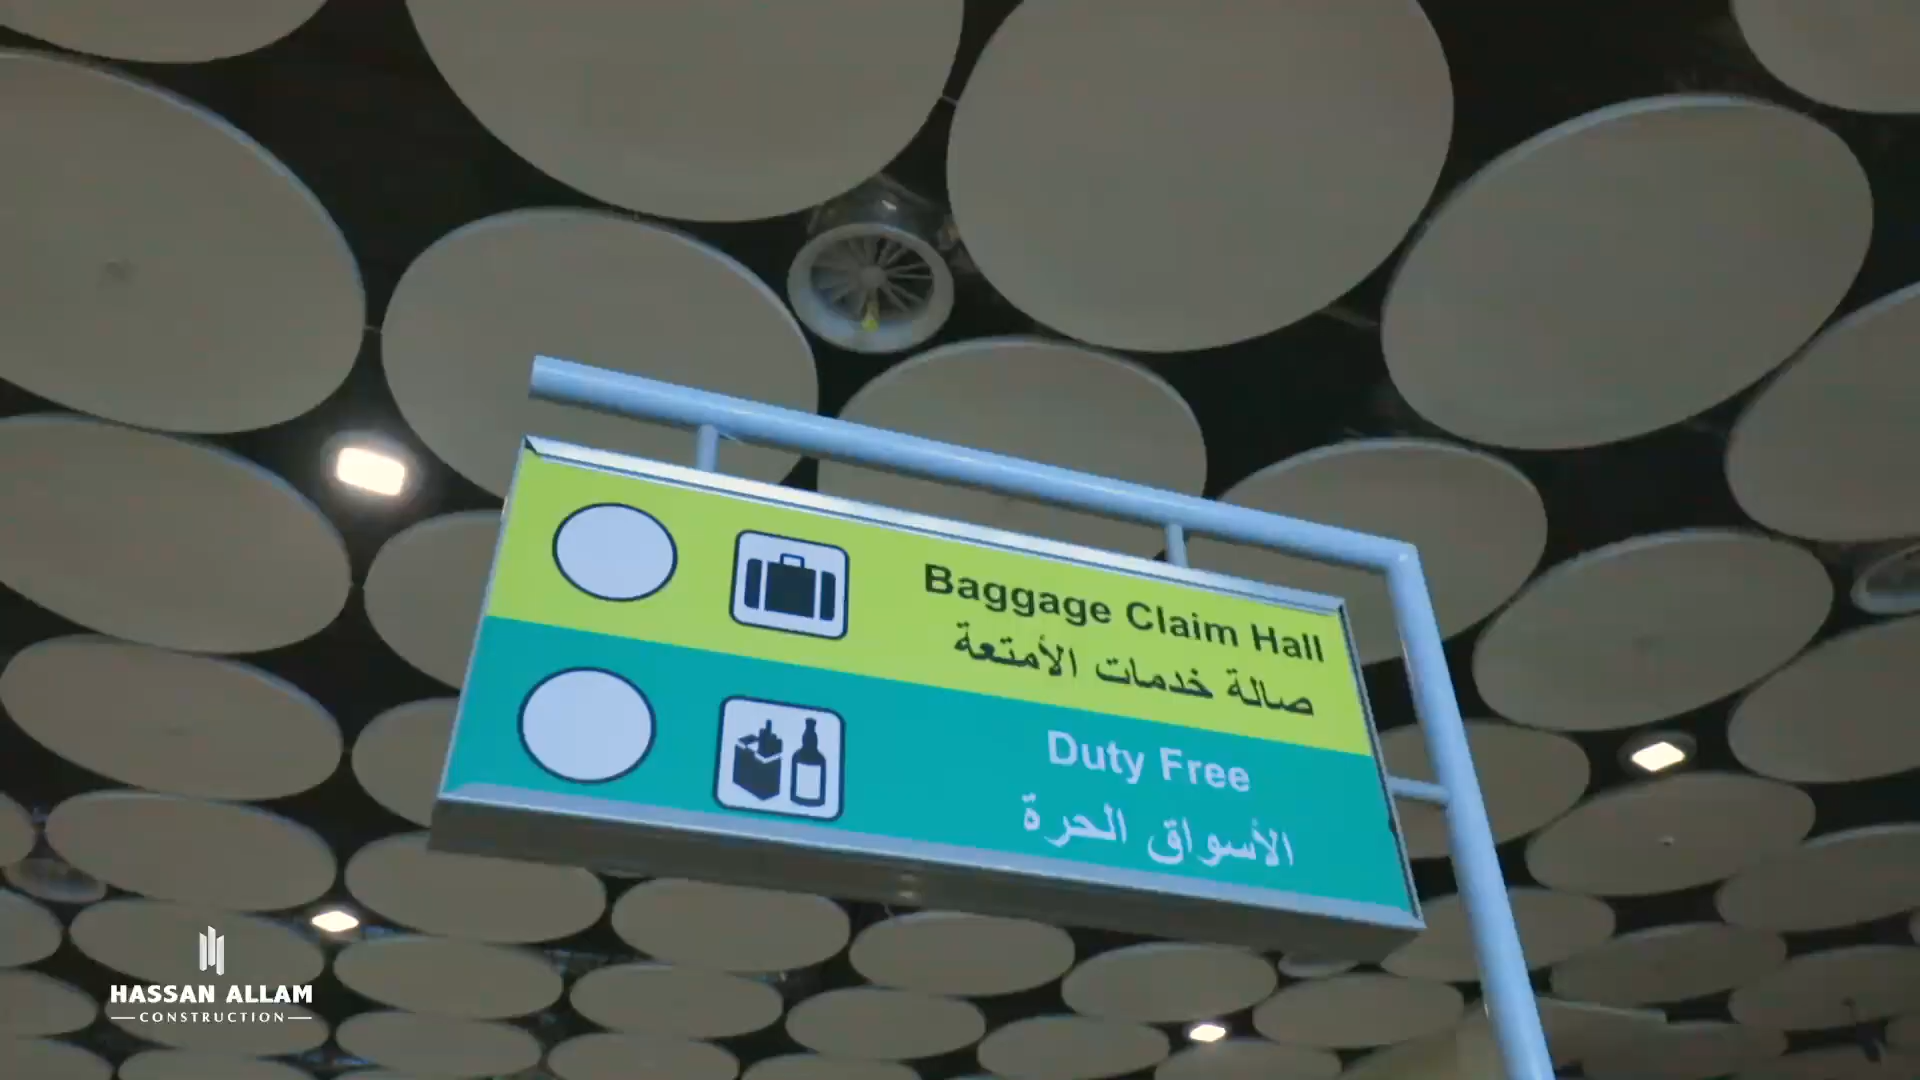 Baggage Claim Hall
صالة خدمات الأمتعة
Duty Free
الأسواق الحرة
HASSAN ALLAM
CONSTRUCTION